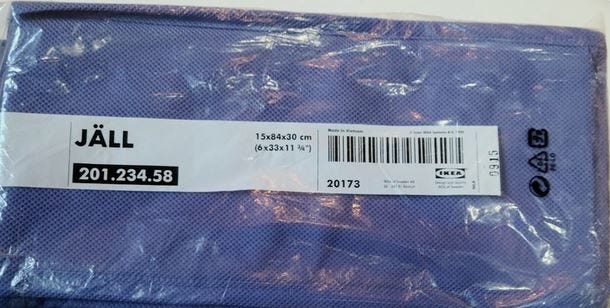 JÄLL
201.234.58
15x84x30 cm
(6x33x11 ¾")
Made in Vietnam
20173
IKEA
0915